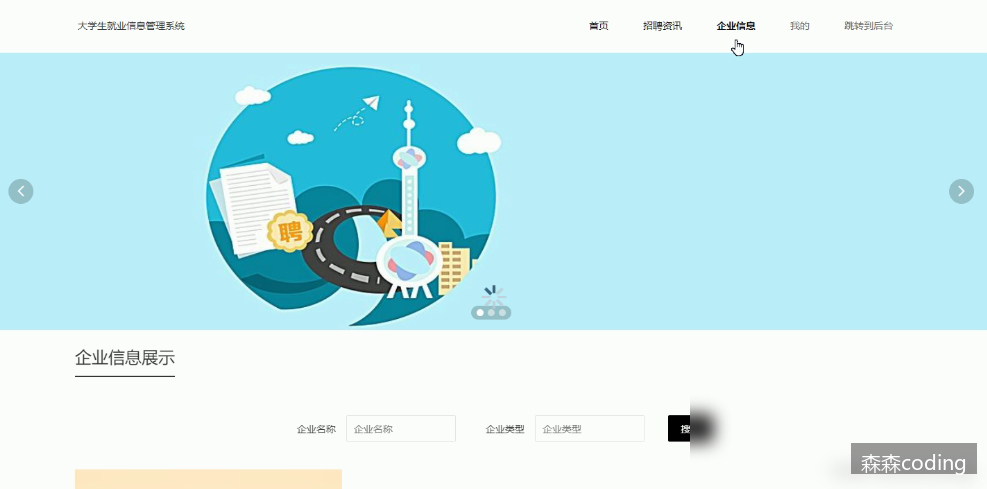 大学生就业信息管理系统
首页
招聘资讯
企业信息
我的
跳转到后台
聘
企业信息展示
企业名称
企业名称
企业类型
企业类型
搜
森森coding